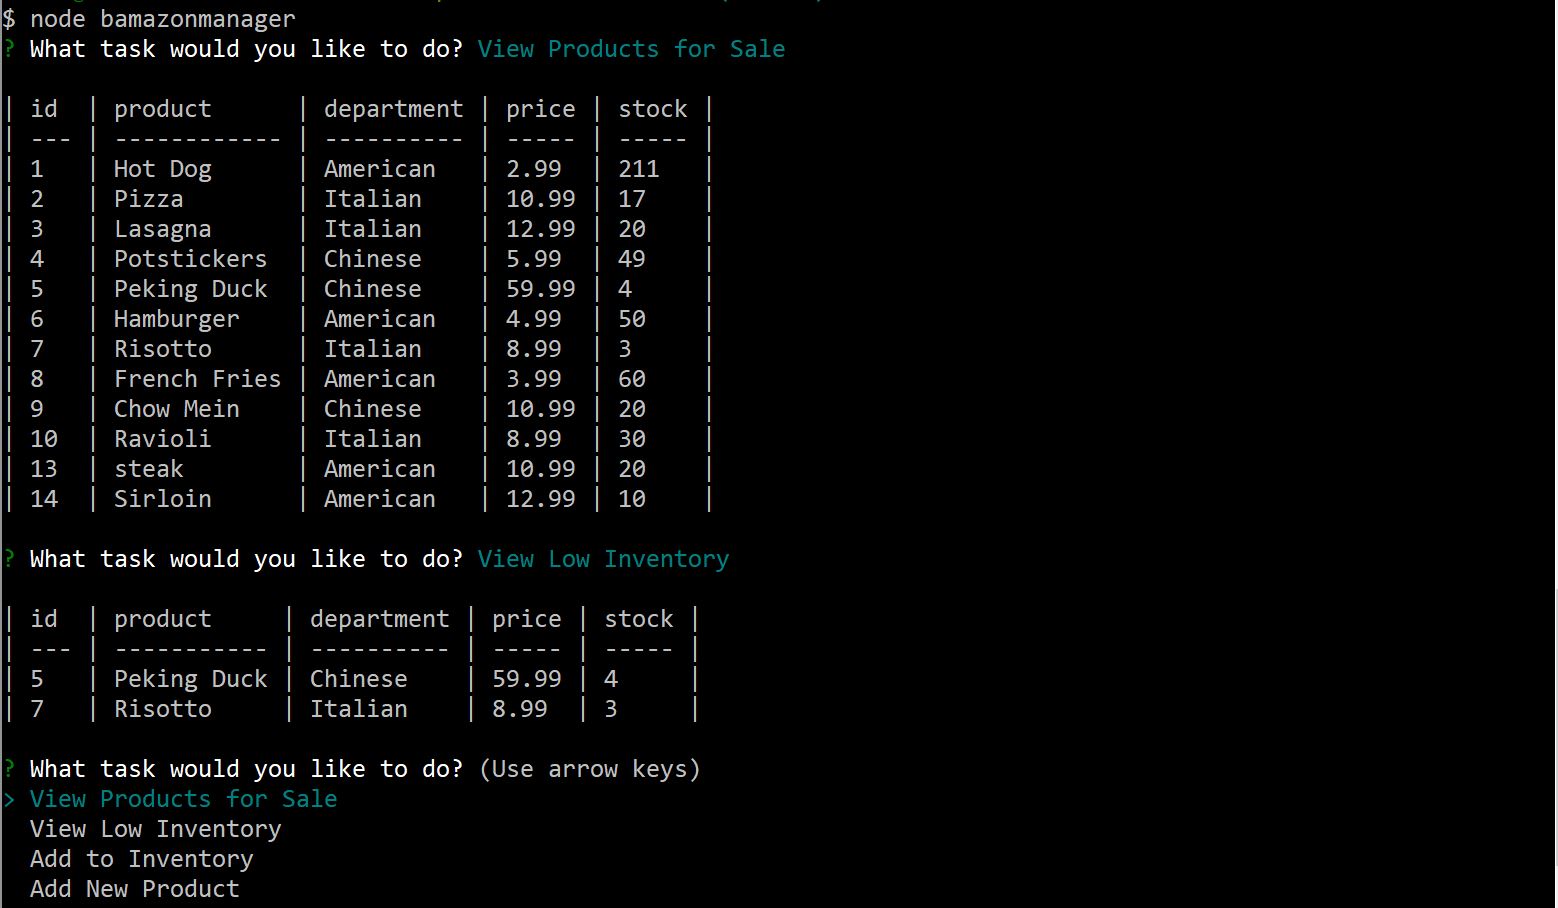 $ node bamazonmanager
? What task would you like to do? View Products for Sale
| id  | product      | department | price | stock |
| --- | ------------ | ---------- | ----- | ----- |
| 1   | Hot Dog      | American   | 2.99  | 211   |
| 2   | Pizza        | Italian    | 10.99 | 17    |
| 3   | Lasagna      | Italian    | 12.99 | 20    |
| 4   | Potstickers  | Chinese    | 5.99  | 49    |
| 5   | Peking Duck  | Chinese    | 59.99 | 4     |
| 6   | Hamburger    | American   | 4.99  | 50    |
| 7   | Risotto      | Italian    | 8.99  | 3     |
| 8   | French Fries | American   | 3.99  | 60    |
| 9   | Chow Mein    | Chinese    | 10.99 | 20    |
| 10  | Ravioli      | Italian    | 8.99  | 30    |
| 13  | steak        | American   | 10.99 | 20    |
| 14  | Sirloin      | American   | 12.99 | 10    |
? What task would you like to do? View Low Inventory
| id  | product     | department | price | stock |
| --- | ----------- | ---------- | ----- | ----- |
| 5   | Peking Duck | Chinese    | 59.99 | 4     |
| 7   | Risotto     | Italian    | 8.99  | 3     |
? What task would you like to do? (Use arrow keys)
> View Products for Sale
View Low Inventory
Add to Inventory
Add New Product